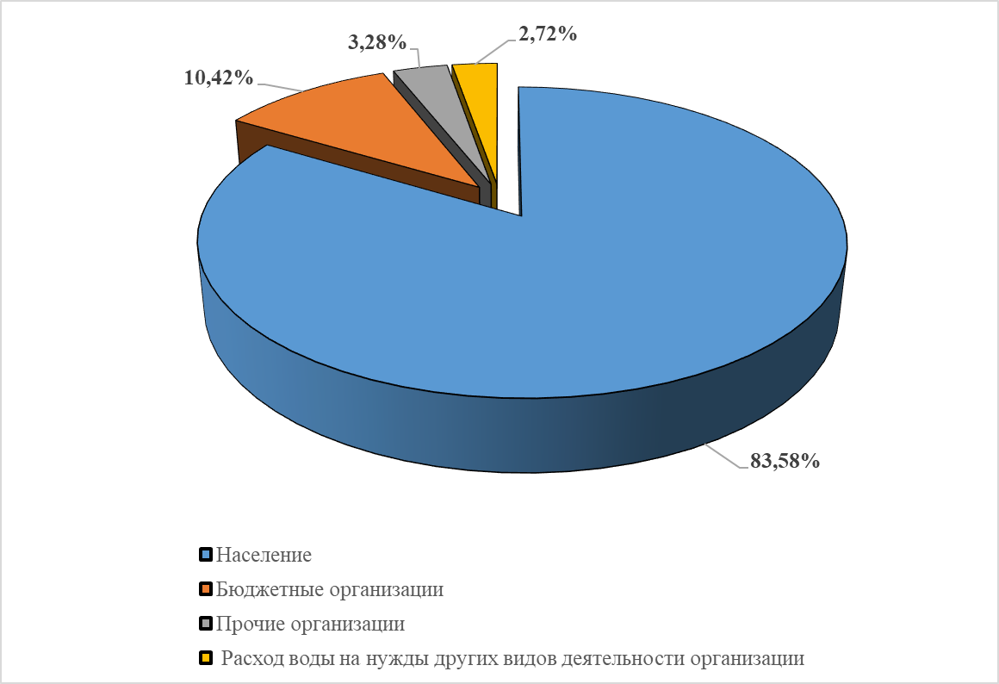 2,72%
3,28%
10,42%
83,58%
Население
Бюджетные организации
Прочие организации
Расход воды на нужды других видов деятельности организации